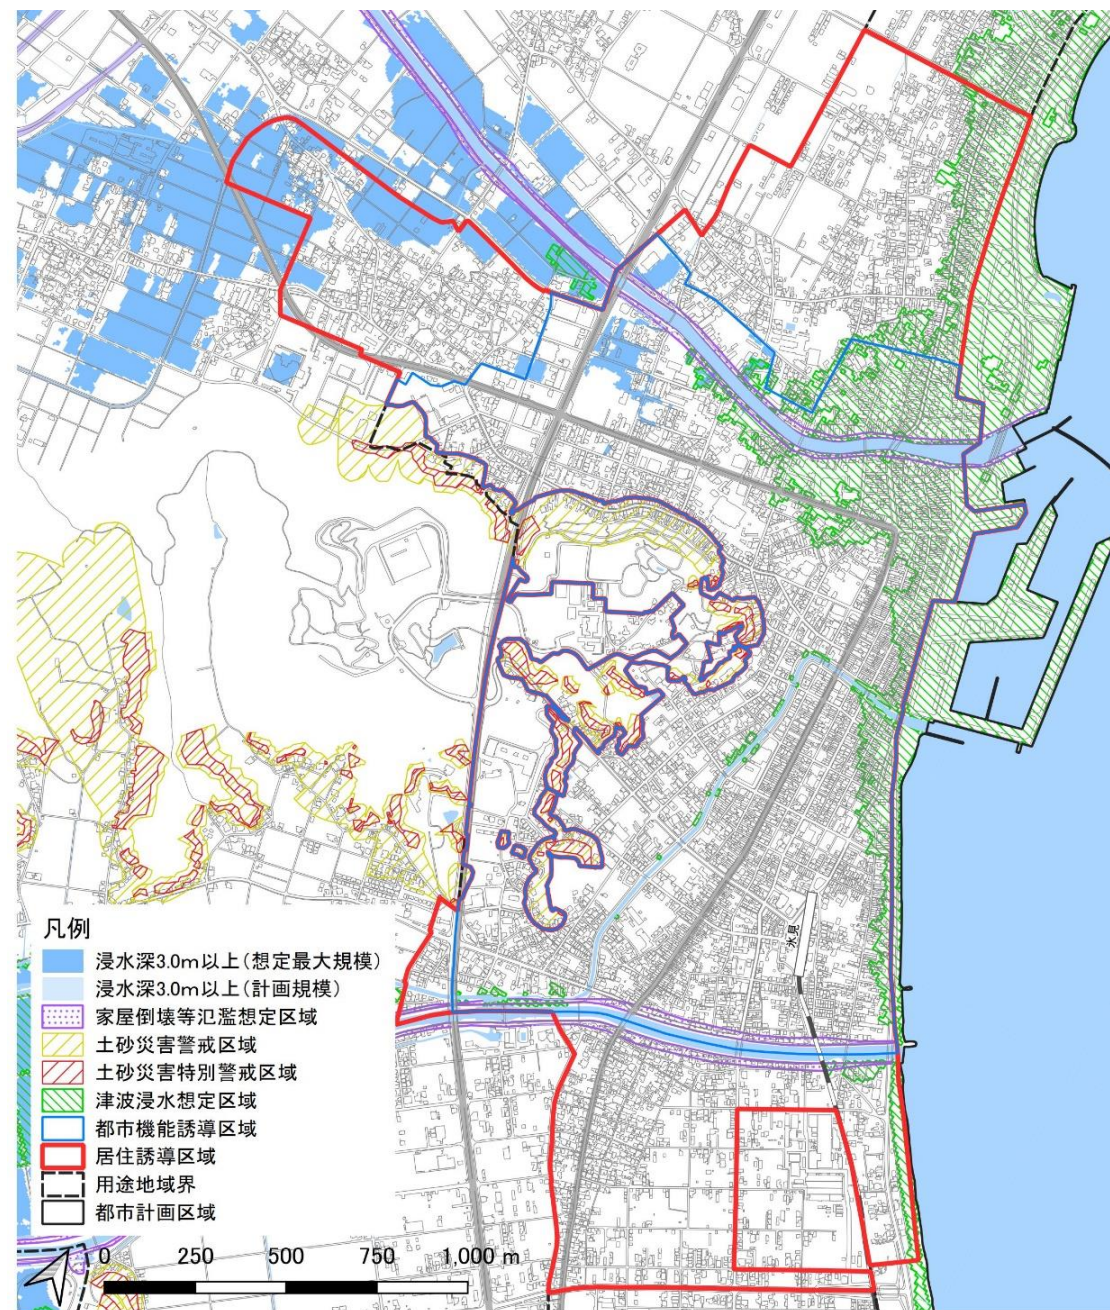 氷見
凡例
浸水深3.0m以上(想定最大規模)
浸水深3.0m以上(計画規模)
家屋倒壊等氾濫想定区域
土砂災害警戒区域
土砂災害特別警戒区域
津波浸水想定区域
都市機能誘導区域
居住誘導区域
用途地域界
都市計画区域
0 250 500 750 1,000 m